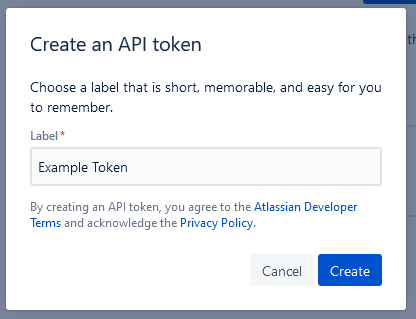 Create an API token
Choose a label that is short, memorable, and easy for you
to remember.
Label*
Example Token
By creating an API token, you agree to the Atlassian Developer
Terms and acknowledge the Privacy Policy.
Cancel
Create